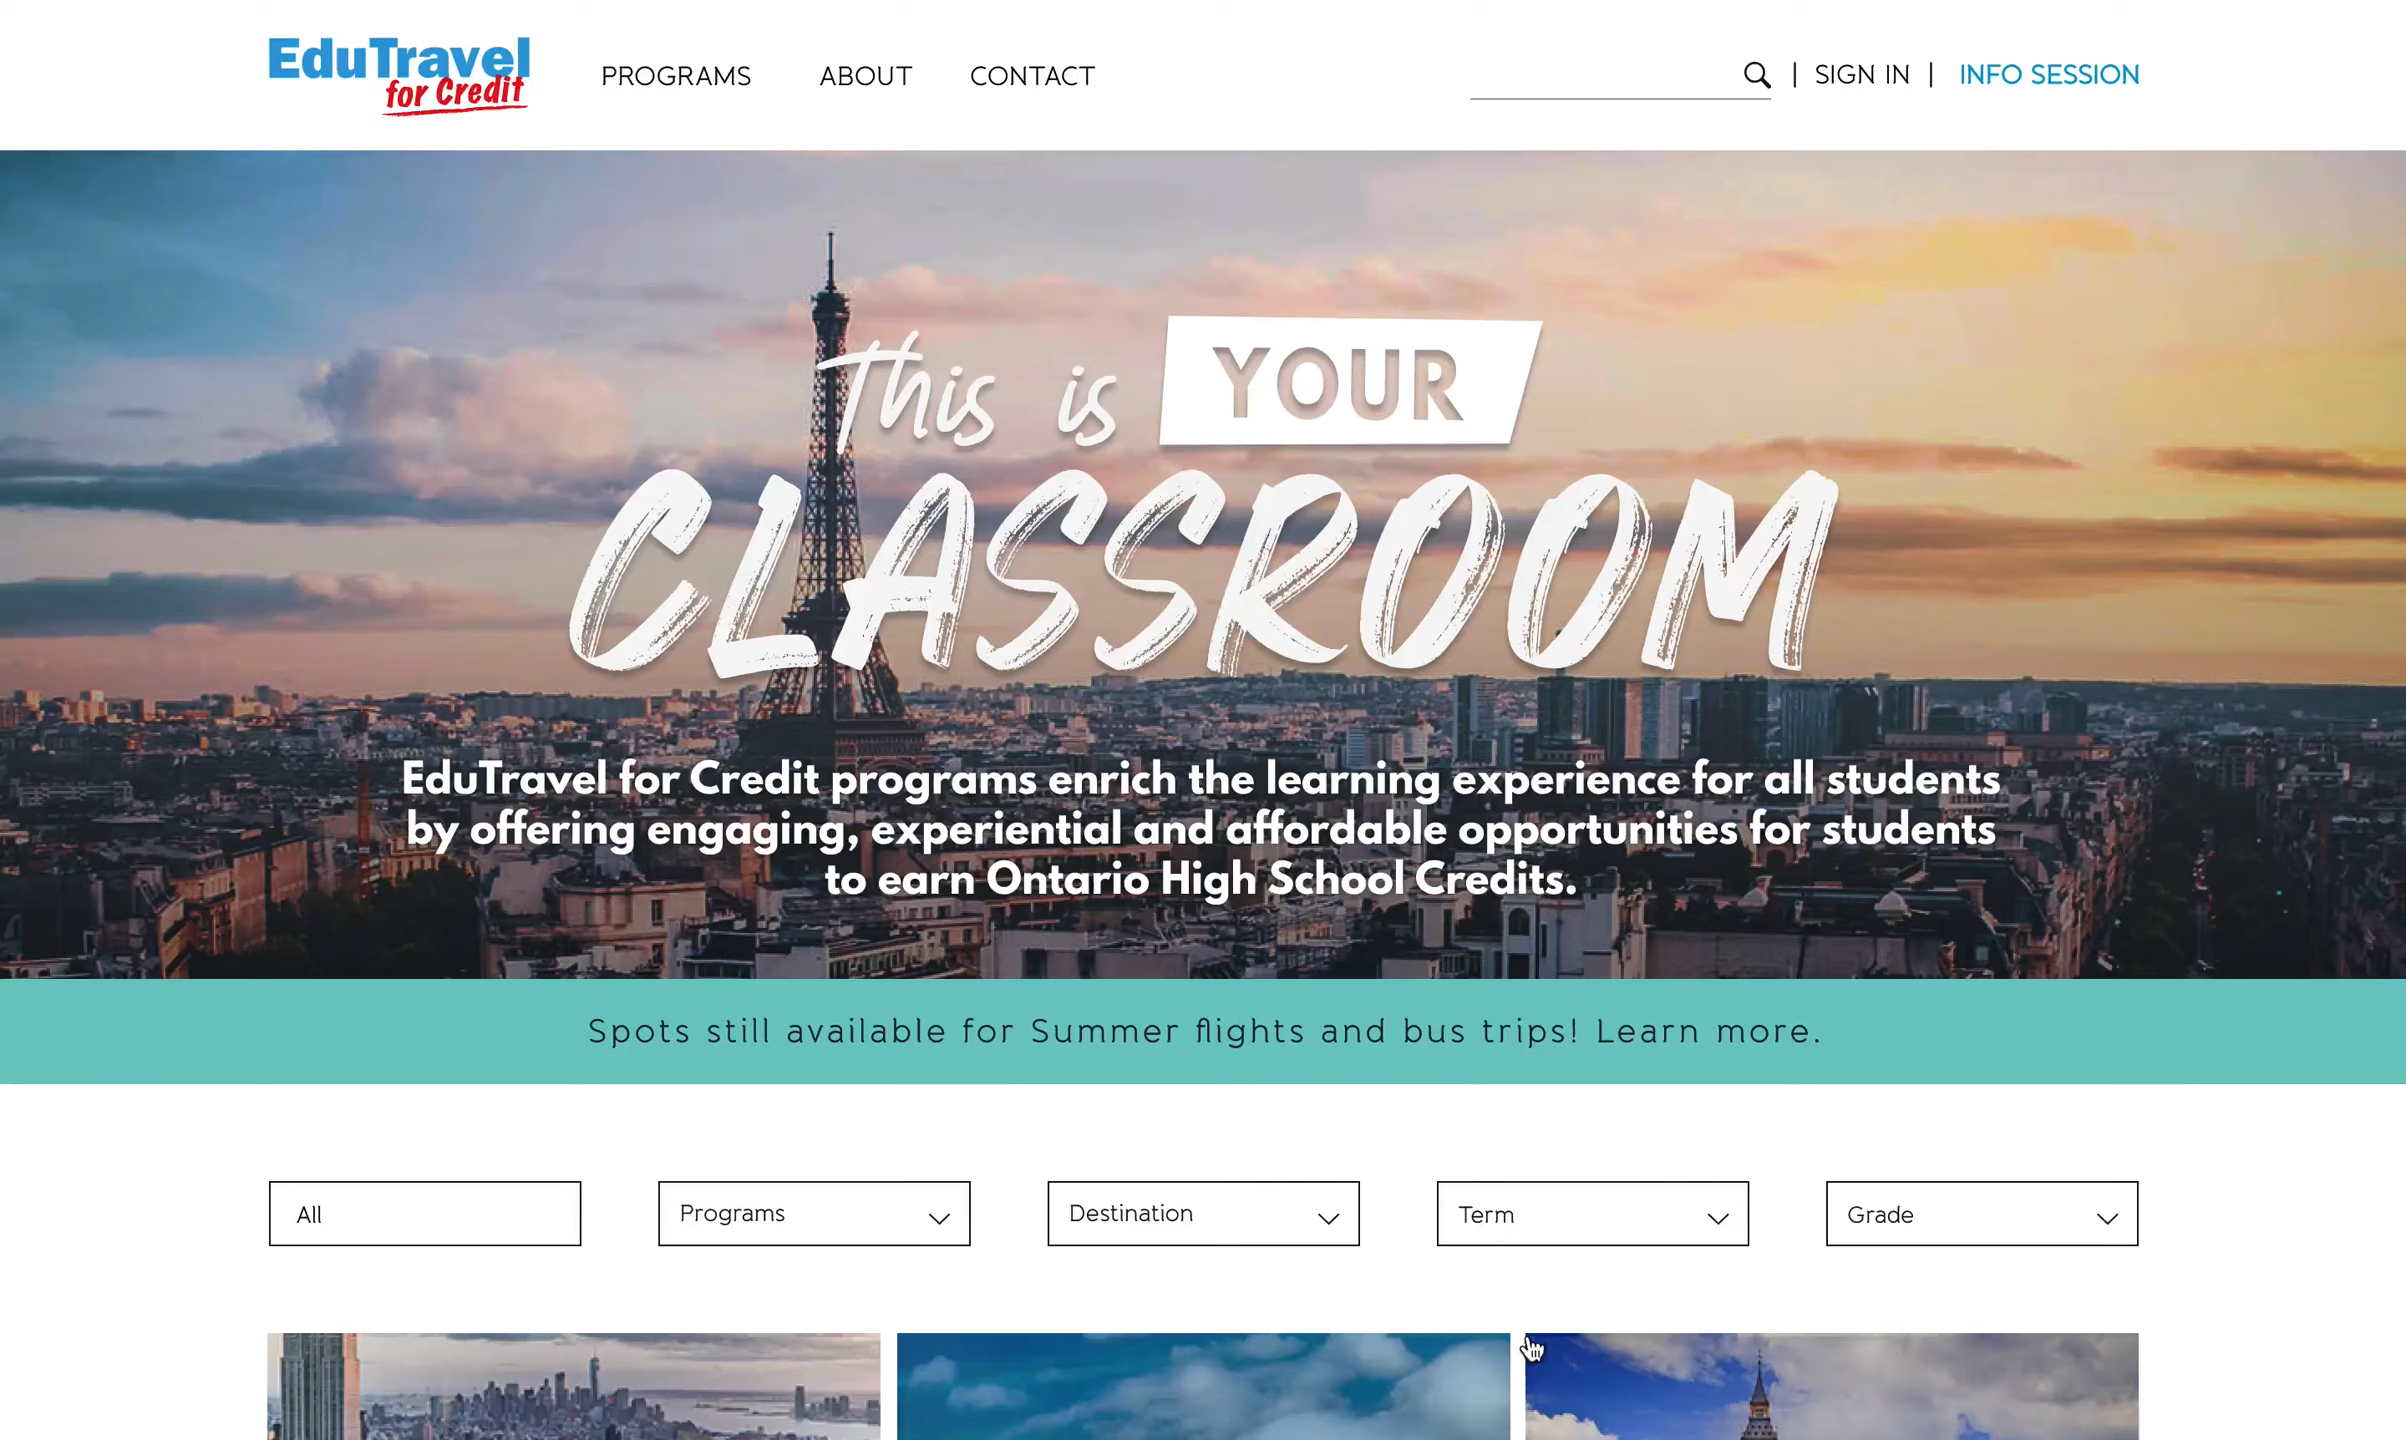 EduTravel
for Credit
PROGRAMS ABOUT CONTACT
| SIGN IN | INFO SESSION
This is YOUR
CLASSROOM
EduTravel for Credit programs enrich the learning experience for all students
by offering engaging, experiential and affordable opportunities for students
to earn Ontario High School Credits.
Spots still available for Summer flights and bus trips! Learn more.
All Programs Destination Term Grade